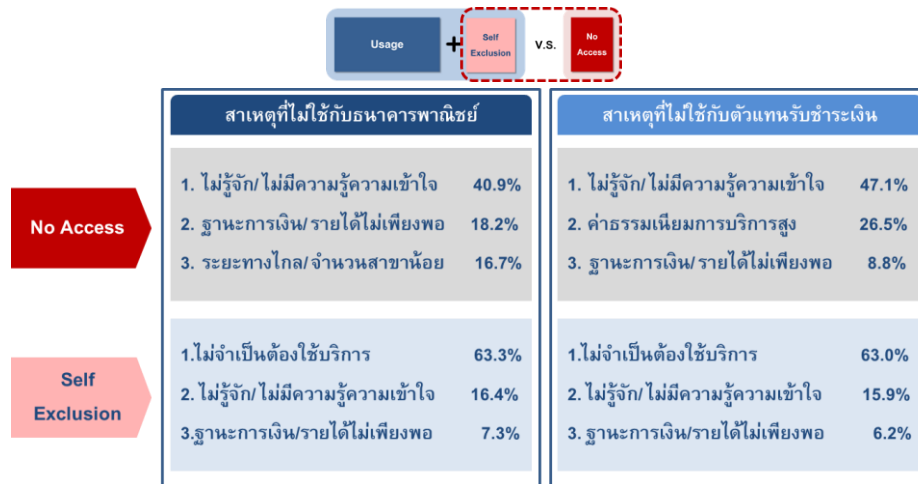 Usage
+
Self
Exclusion
V.S.
No
Access
สาเหตุที่ไม่ใช้กับธนาคารพาณิชย์
สาเหตุที่ไม่ใช้กับตัวแทนรับชำระเงิน
No Access
1. ไม่รู้จัก/ ไม่มีความรู้ความเข้าใจ 40.9%
2. ฐานะการเงิน/ รายได้ไม่เพียงพอ 18.2%
3. ระยะทางไกล/ จำนวนสาขาน้อย 16.7%
1. ไม่รู้จัก/ ไม่มีความรู้ความเข้าใจ 47.1%
2. ค่าธรรมเนียมการบริการสูง 26.5%
3. ฐานะการเงิน/ รายได้ไม่เพียงพอ 8.8%
Self
Exclusion
1.ไม่จำเป็นต้องใช้บริการ 63.3%
2. ไม่รู้จัก/ ไม่มีความรู้ความเข้าใจ 16.4%
3.ฐานะการเงิน/รายได้ไม่เพียงพอ 7.3%
1.ไม่จำเป็นต้องใช้บริการ 63.0%
2. ไม่รู้จัก/ ไม่มีความรู้ความเข้าใจ 15.9%
3. ฐานะการเงิน/รายได้ไม่เพียงพอ 6.2%